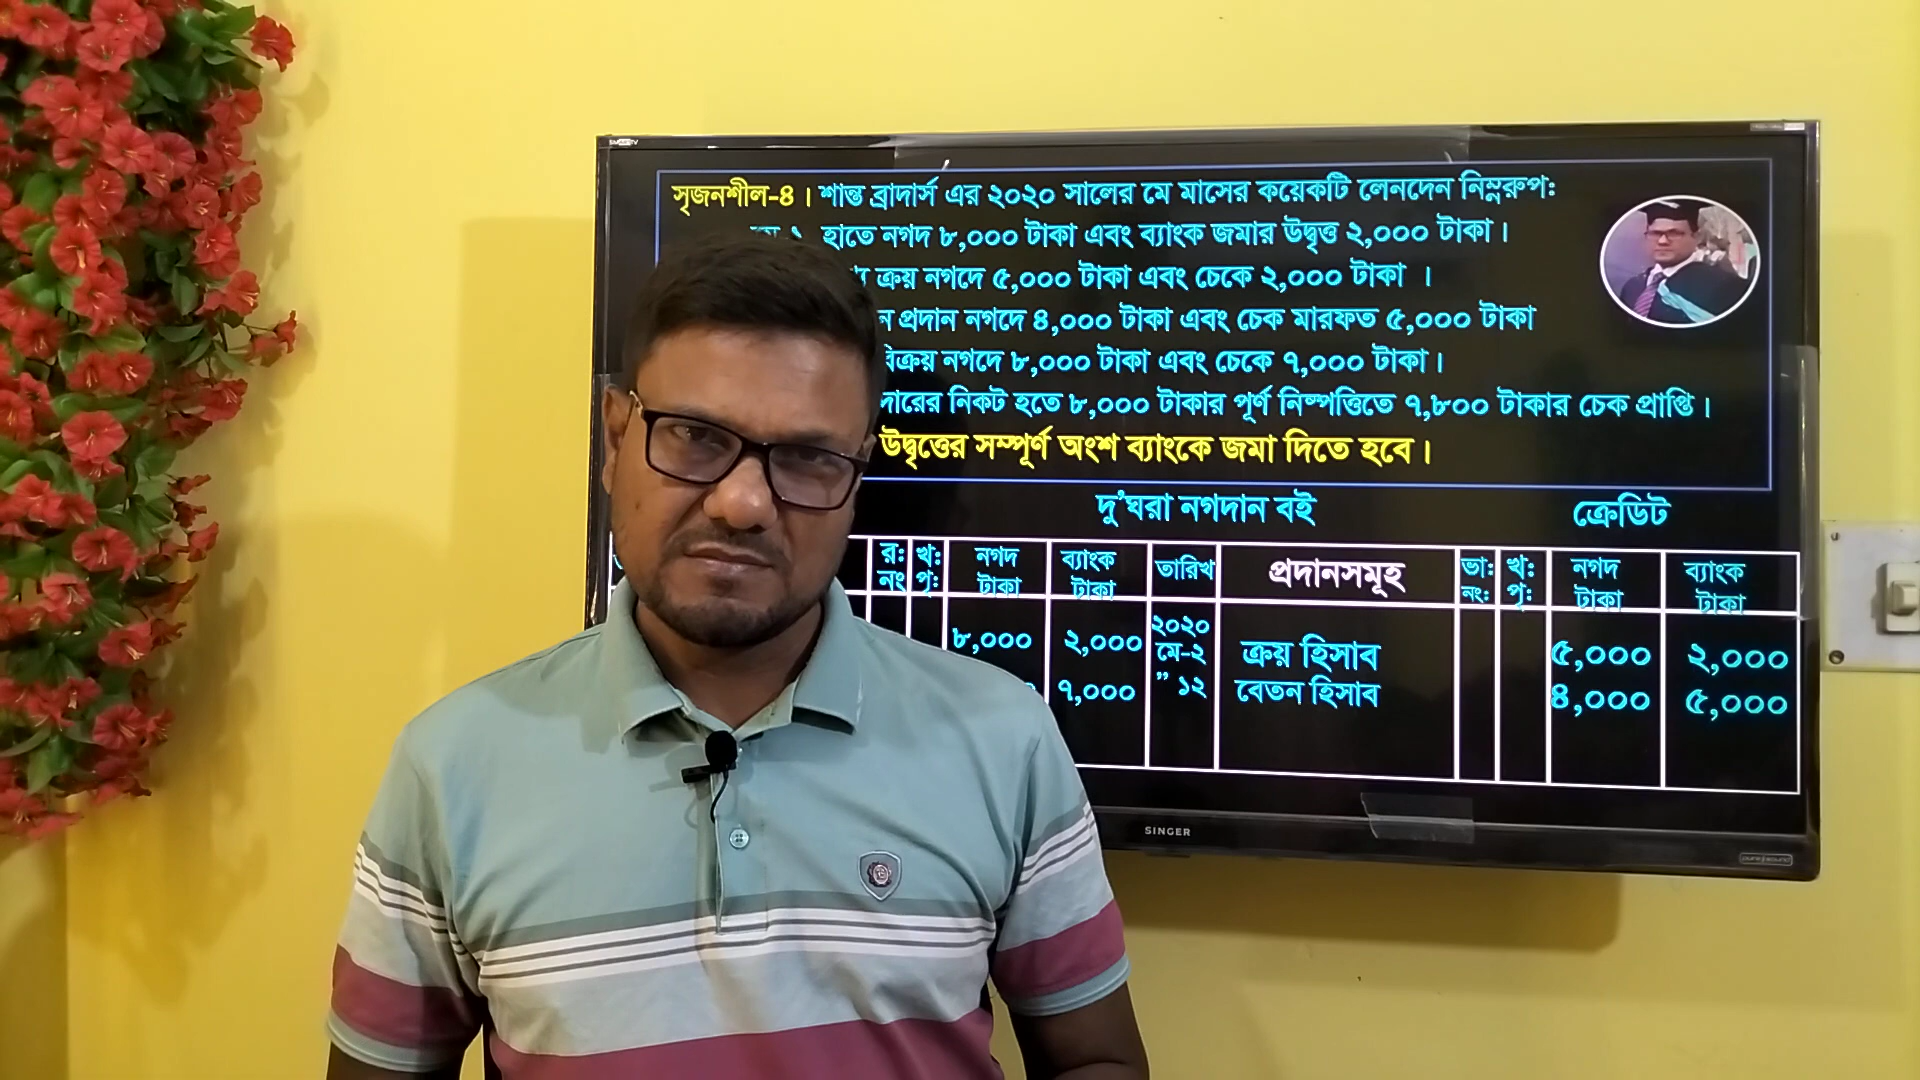 সৃজনশীল-৪। শান্ত ব্রাদার্স এর ২০২০ সালের মে মাসের কয়েকটি লেনদেন নিম্নরুপ:
হাতে নগদ ৮,০০০ টাকা এবং ব্যাংক জমার উদ্বৃত্ত ২,০০০ টাকা।
ক্রয় নগদে ৫,০০০ টাকা এবং চেকে ২,০০০ টাকা ।
প্রদান নগদে ৪,০০০ টাকা এবং চেক মারফত ৫,০০০ টাকা
নগদে ৮,০০০ টাকা এবং চেকে ৭,০০০ টাকা।
নিকট হতে ৮,০০০ টাকার পূর্ণ নিষ্পত্তিতে ৭,৮০০ টাকার চেক প্রাপ্তি।
উদ্বৃত্তের সম্পূর্ণ অংশ ব্যাংকে জমা দিতে হবে।
দু'ঘরা নগদান বই ক্রেডিট
র: নং খ: পৃ: নগদ টাকা ব্যাংক টাকা তারিখ প্রদানসমূহ ভা: নং: খ: পৃ: নগদ টাকা ব্যাংক টাকা
৮,০০০ ২,০০০ ২০২০ মে-২ ক্রয় হিসাব ৫,০০০ ২,০০০
৭,০০০ ” ১২ বেতন হিসাব ৪,০০০ ৫,০০০
SINGER